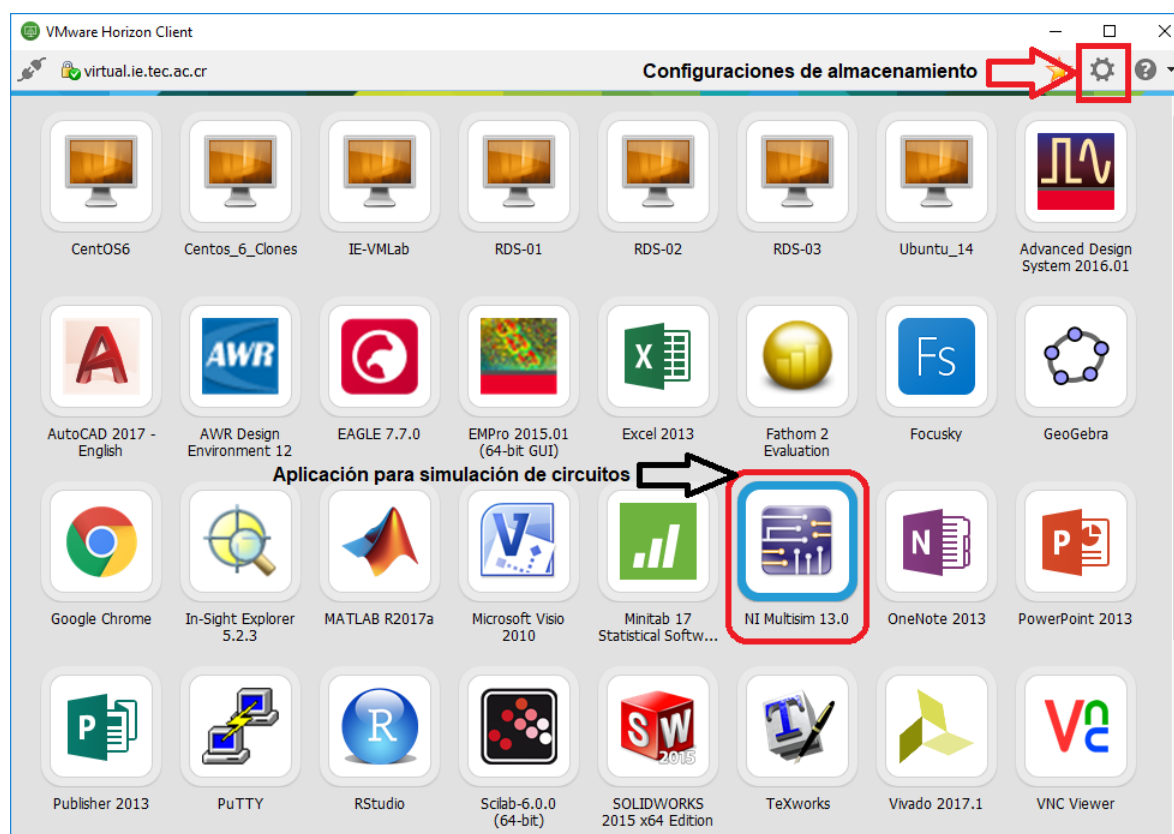 VMware Horizon Client
virtual.ie.tec.ac.cr
Configuraciones de almacenamiento
CentOS6
Centos_6_Clones
IE-VMLab
RDS-01
RDS-02
RDS-03
Ubuntu_14
Advanced Design
System 2016.01
AWR
Fs
AutoCAD 2017 -
English
AWR Design
Environment 12
EAGLE 7.7.0
EMPro 2015.01
(64-bit GUI)
Excel 2013
Fathom 2
Evaluation
Focusky
GeoGebra
Aplicación para simulación de circuitos
Google Chrome
In-Sight Explorer
5.2.3
MATLAB R2017a
Microsoft Visio
2010
Minitab 17
Statistical Softw...
NI Multisim 13.0
OneNote 2013
PowerPoint 2013
SW
2015
Publisher 2013
PuTTY
RStudio
Scilab-6.0.0
(64-bit)
SOLIDWORKS
2015 x64 Edition
TeXworks
Vivado 2017.1
VNC Viewer